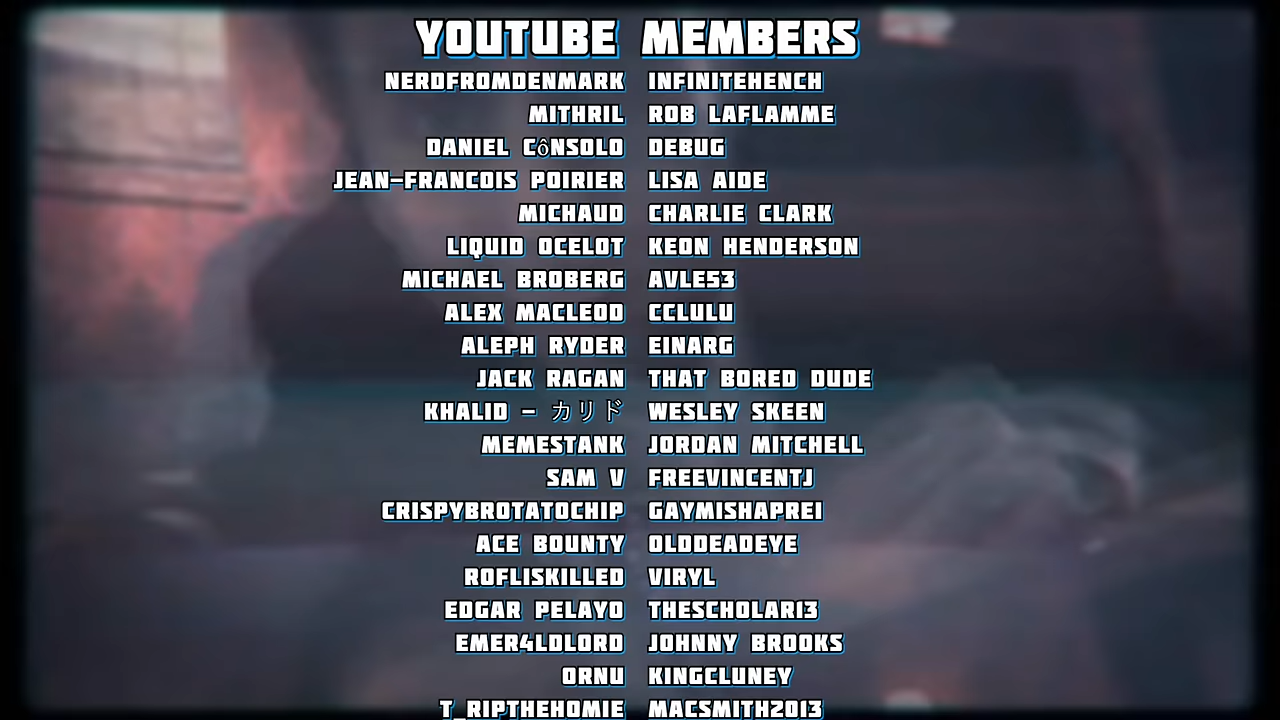 YOUTUBE MEMBERS
NERDFROMDENMARK INFINITEHENCH
MITHRIL ROB LAFLAMME
DANIEL CôNSOLO DEBUG
JEAN-FRANCOIS POIRIER LISA AIDE
MICHAUD CHARLIE CLARK
LIQUID OCELOT KEON HENDERSON
MICHAEL BROBERG AVLE53
ALEX MACLEOD CCLULU
ALEPH RYDER EINARG
JACK RAGAN THAT BORED DUDE
KHALID - カリド WESLEY SKEEN
MEMESTANK JORDAN MITCHELL
SAM V FREEVINCENTJ
CRISPYBROTATOCHIP GAYMISHAPREI
ACE BOUNTY OLDDEADEYE
ROFLISKILLED VIRYL
EDGAR PELAYO THESCHOLAR13
EMER4LDLORD JOHNNY BROOKS
ORNU KINGCLUNEY
T_RIPTHEHOMIE MACSMITH2013